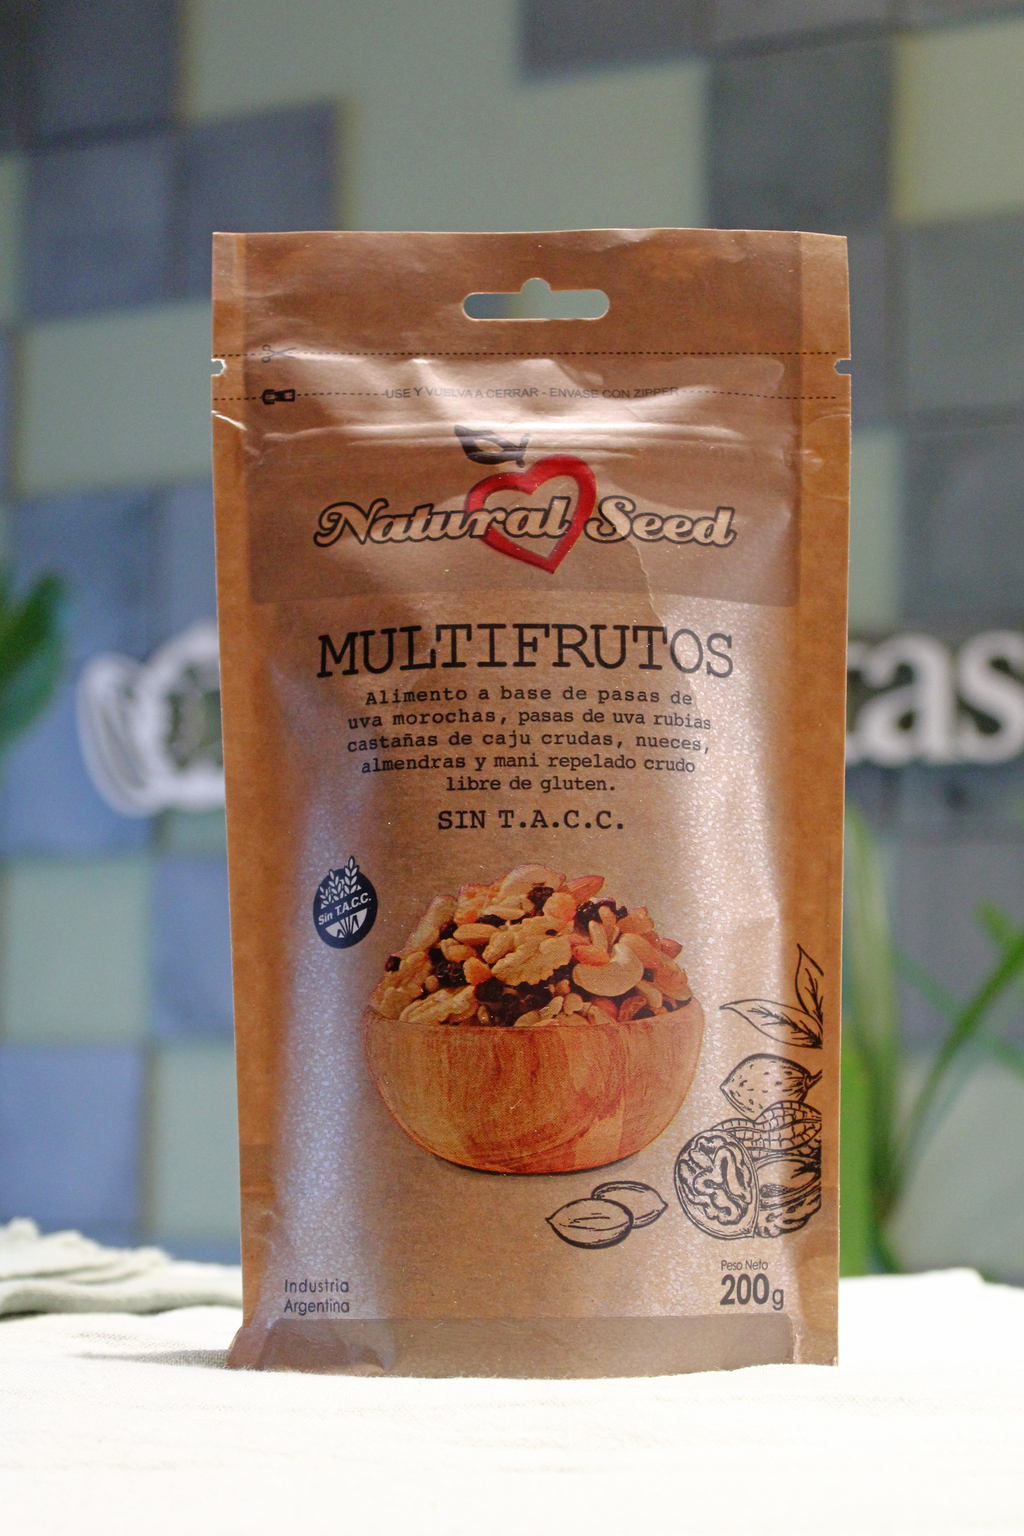 USE Y VUELVA A CERRAR - ENVASE CON ZIPPER
Natural Seed
MULTIFRUTOS
Alimento a base de pasas de
uva morochas, pasas de uva rubias
castañas de caju crudas, nueces,
almendras y mani repelado crudo
libre de gluten.
SIN T.A.C.C.
Sin T.A.C.C.
Industria
Argentina
Peso Neto
200g